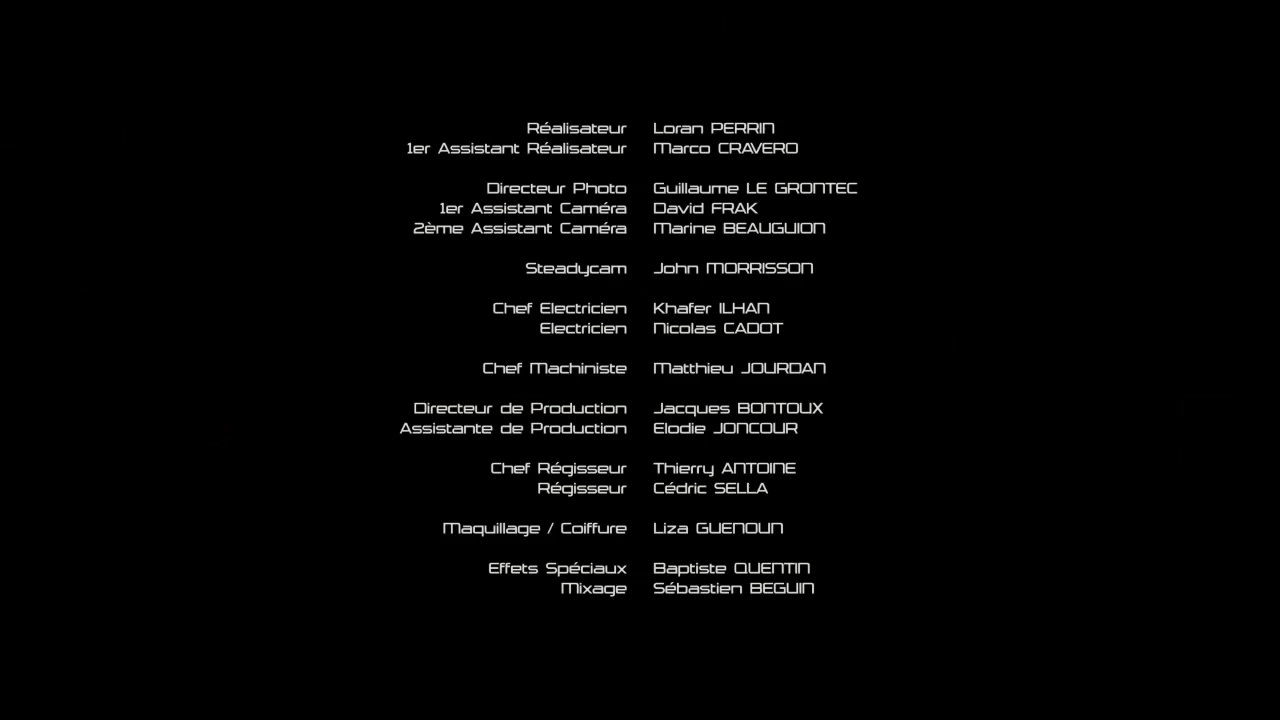 Réalisateur Loran PERRIN
1er Assistant Réalisateur Marco CRAVERO
Directeur Photo Guillaume LE GRONTEC
1er Assistant Caméra David FRAK
2ème Assistant Caméra Marine BEAUGUION
Steadycam John MORRISSON
Chef Electricien Khafer ILHAN
Electricien Nicolas CADOT
Chef Machiniste Matthieu JOURDAN
Directeur de Production Jacques BONTOUX
Assistante de Production Elodie JONCOUR
Chef Régisseur Thierry ANTOINE
Régisseur Cédric SELLA
Maquillage / Coiffure Liza GUENOUN
Effets Spéciaux Baptiste QUENTIN
Mixage Sébastien BEGUIN